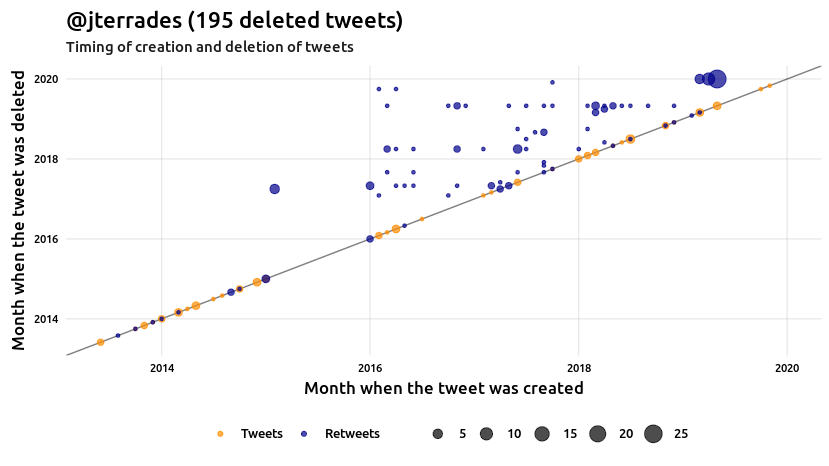 @jterrades (195 deleted tweets)
Timing of creation and deletion of tweets
Month when the tweet was deleted
2020
2018
2016
2014
2014 2016 2018 2020
Month when the tweet was created
Tweets Retweets 5 10 15 20 25